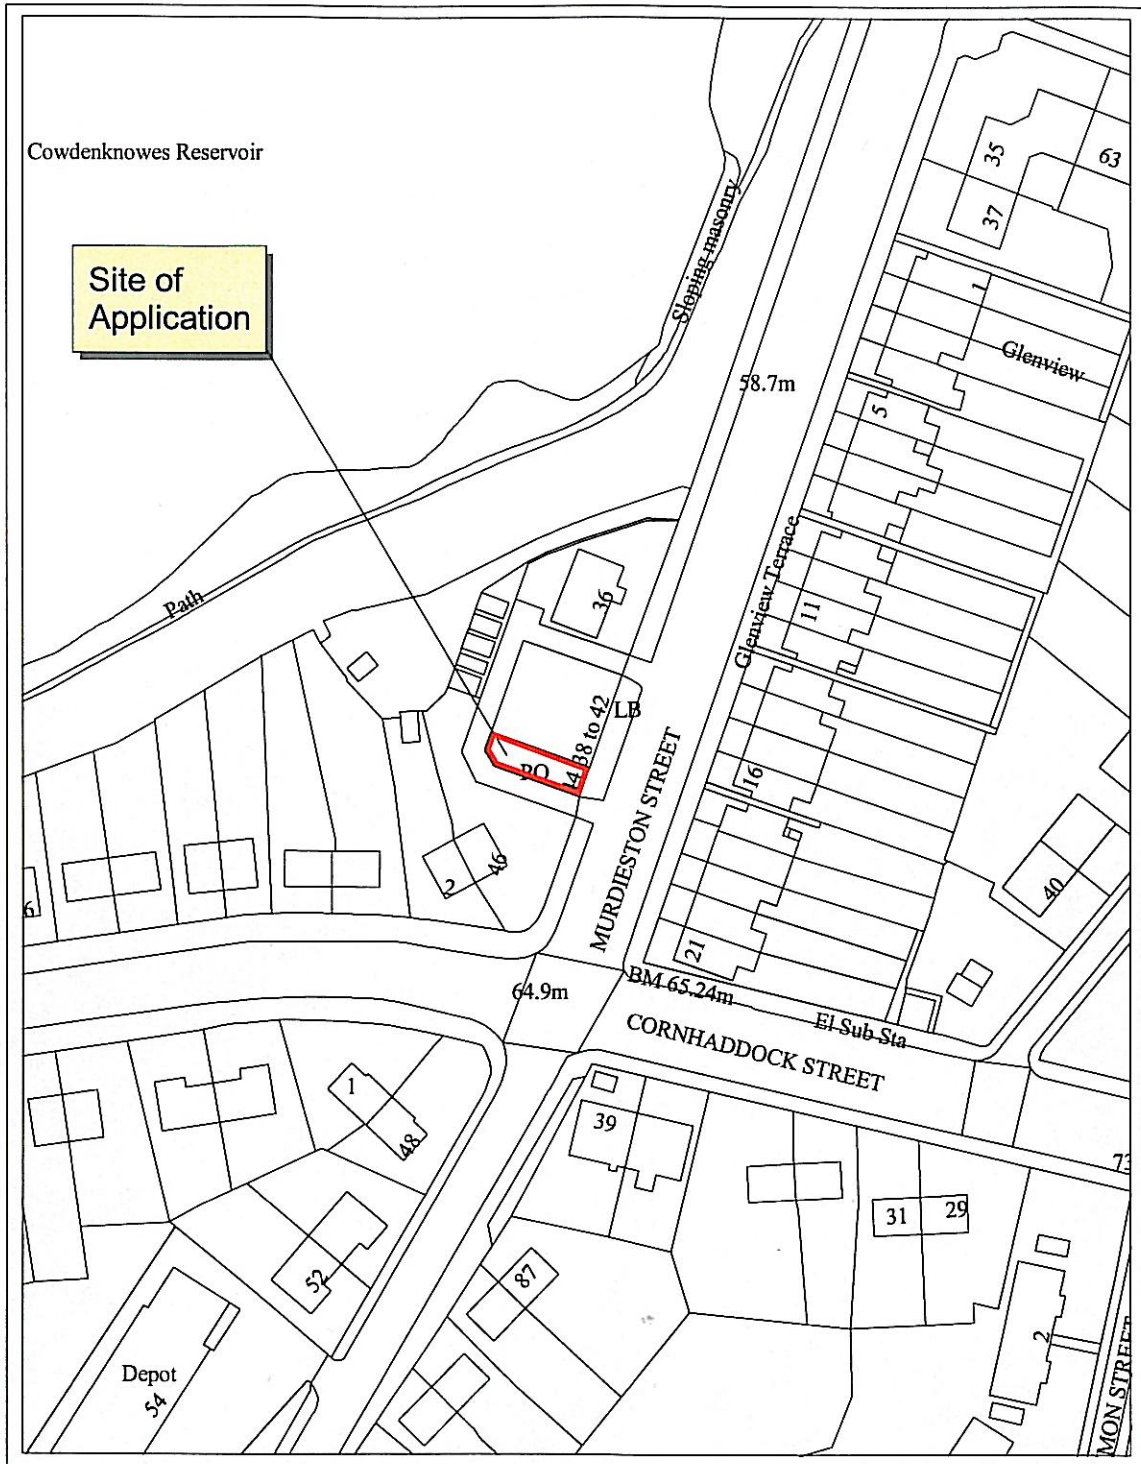 Cowdenknowes Reservoir
Site of
Application
Sloping masonry
35
63
37
1
Glenview
58.7m
5
Glenview Terrace
Path
36
11
LB
38 to 42
PO
44
MURDIESTON STREET
16
2
46
40
6
21
BM 65.24m
64.9m
El Sub Sta
CORNHADDOCK STREET
1
48
39
73
31
29
52
87
2
Depot
54
MON STREET